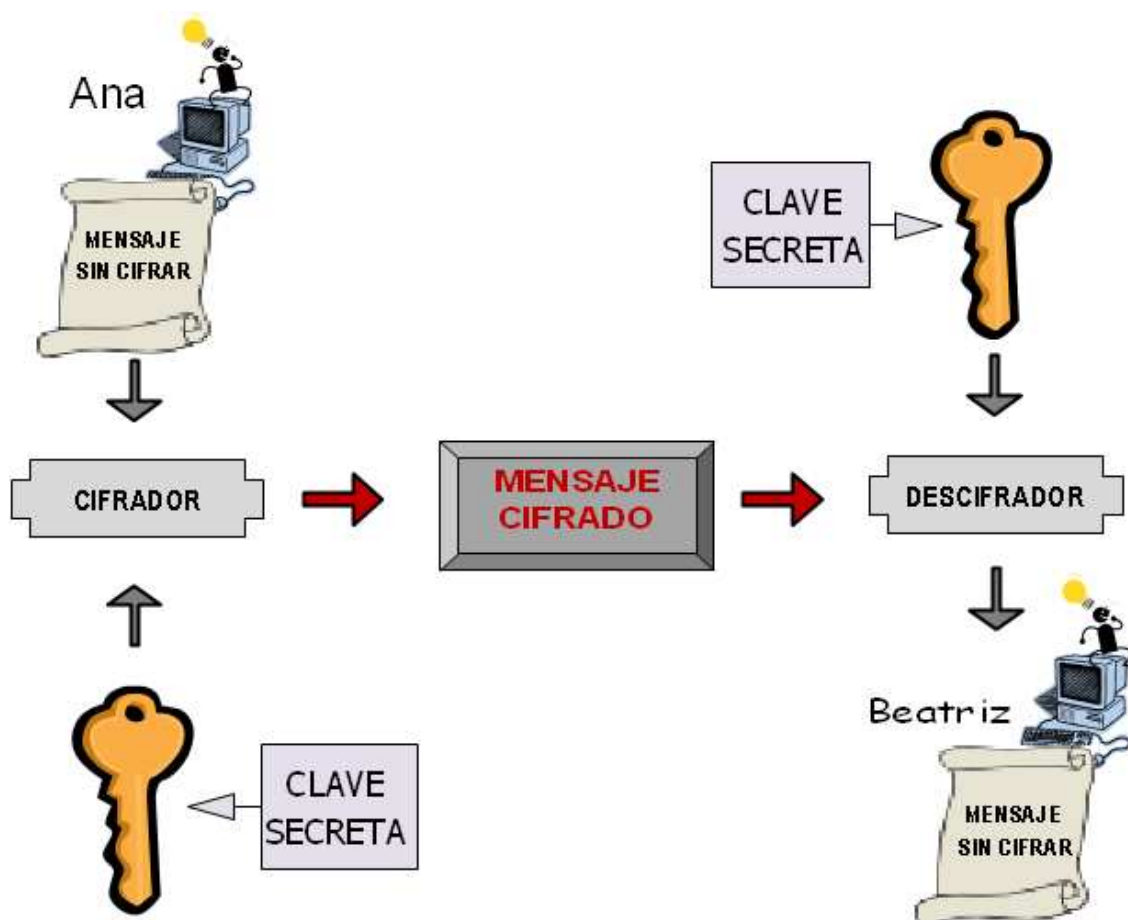 Ana
MENSAJE
SIN CIFRAR
CLAVE
SECRETA
CIFRADOR
MENSAJE
CIFRADO
DESCIFRADOR
CLAVE
SECRETA
Beatriz
MENSAJE
SIN CIFRAR